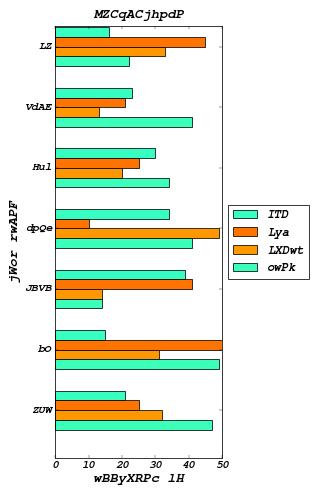 MZCqACjhpdP
LZ
VdAE
Hul
dpQe
JBVB
bO
ZUW
jWor rwAPF
0 10 20 30 40 50
wBByXRPc lH
ITD
Lya
LXDwt
owPk